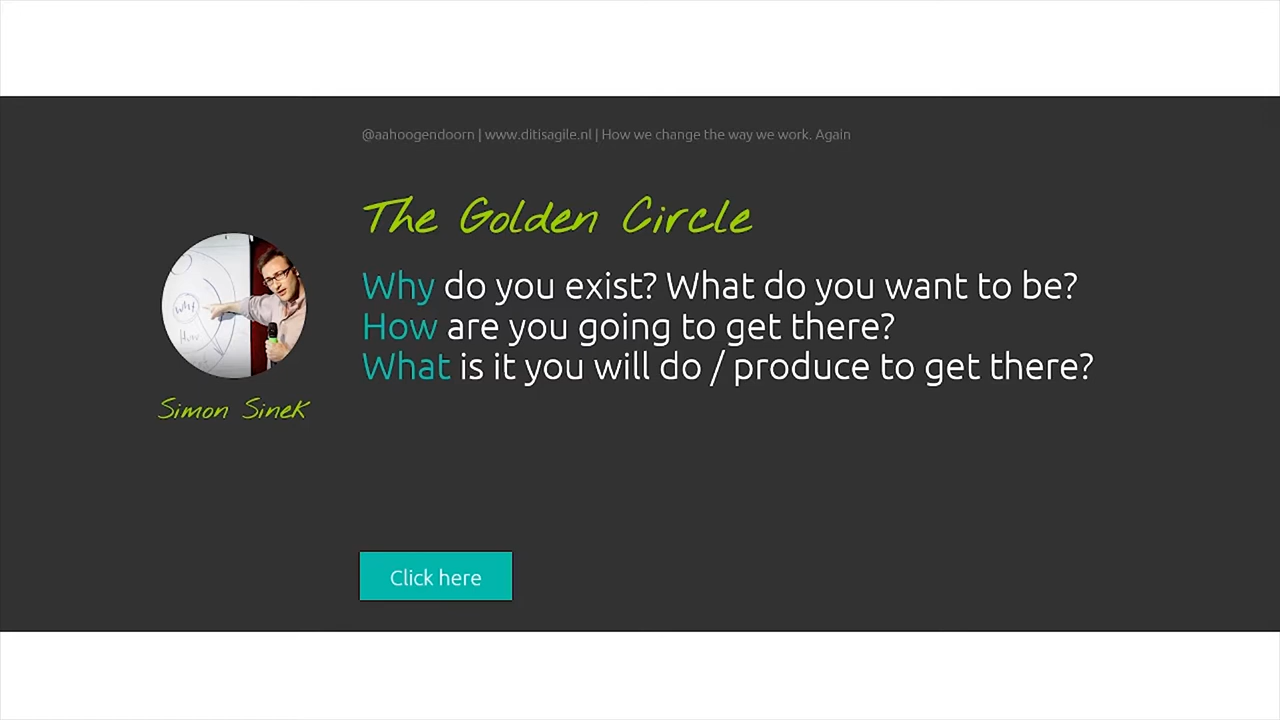 @aahoogendoorn | www.ditisagile.nl | How we change the way we work. Again
The Golden Circle
Why do you exist? What do you want to be?
How are you going to get there?
What is it you will do / produce to get there?
WHY
HOW
Simon Sinek
Click here